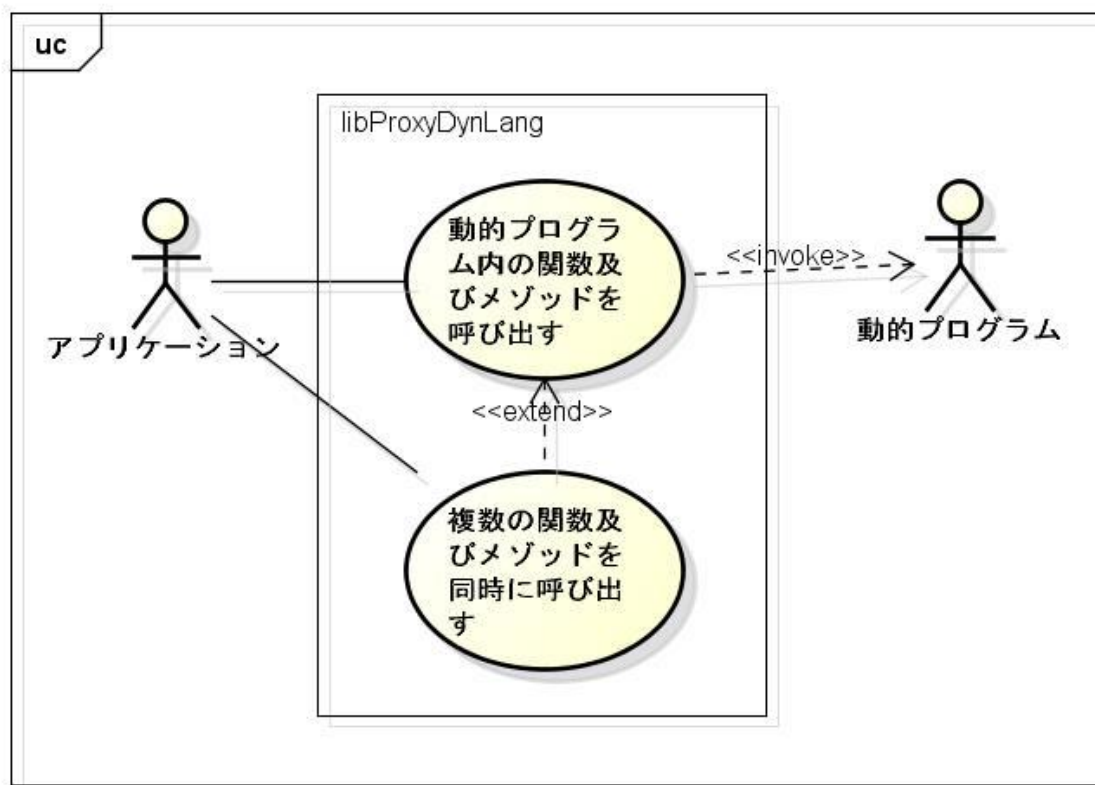 uc
libProxyDynLang
動的プログラ
ム内の関数及
びメゾッドを
呼び出す
<<invoke>>
アプリケーション
動的プログラム
<<extend>>
複数の関数及
びメゾッドを
同時に呼び出
す